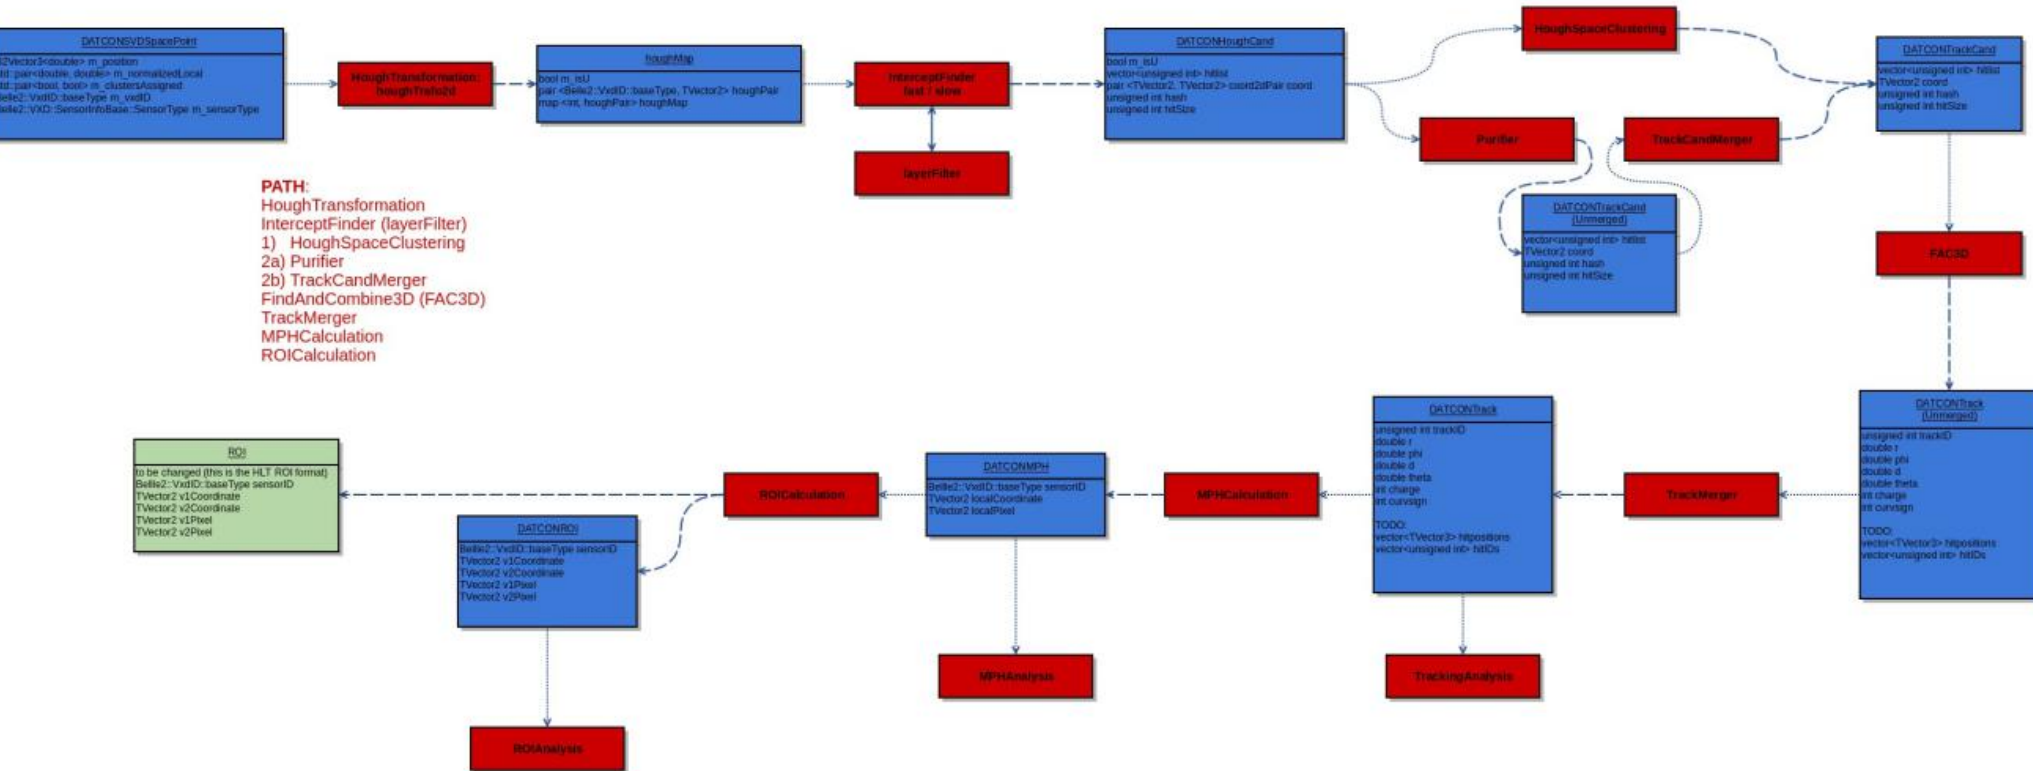 DATCONSVDSpacePoint
B2Vector3<double> m_position
std::pair<double, double> m_normalizedLocal
std::pair<bool, bool> m_clustersAssigned
Belle2::VxdID::baseType m_vxdID
Belle2::VXD::SensorInfoBase::SensorType m_sensorType
HoughTransformation:
houghTrafo2d
houghMap
bool m_isU
pair <Belle2::VxdID::baseType, TVector2> houghPair
map <int, houghPair> houghMap
InterceptFinder
fast / slow
layerFilter
DATCONHoughCand
bool m_isU
vector<unsigned int> hitlist
pair <TVector2, TVector2> coord2dPair coord
unsigned int hash
unsigned int hitSize
HoughSpaceClustering
Purifier
TrackCandMerger
DATCONTrackCand
(Unmerged)
vector<unsigned int> hitlist
TVector2 coord
unsigned int hash
unsigned int hitSize
DATCONTrackCand
vector<unsigned int> hitlist
TVector2 coord
unsigned int hash
unsigned int hitSize
FAC3D
PATH:
HoughTransformation
InterceptFinder (layerFilter)
1) HoughSpaceClustering
2a) Purifier
2b) TrackCandMerger
FindAndCombine3D (FAC3D)
TrackMerger
MPHCalculation
ROICalculation
DATCONTrack
(Unmerged)
unsigned int trackID
double r
double phi
double d
double theta
int charge
int curvsign
TODO:
vector<TVector3> hitpositions
vector<unsigned int> hitIDs
TrackMerger
DATCONTrack
unsigned int trackID
double r
double phi
double d
double theta
int charge
int curvsign
TODO:
vector<TVector3> hitpositions
vector<unsigned int> hitIDs
MPHCalculation
DATCONMPH
Bellle2::VxdID::baseType sensorID
TVector2 localCoordinate
TVector2 localPixel
ROICalculation
ROI
to be changed (this is the HLT ROI format)
Bellle2::VxdID::baseType sensorID
TVector2 v1Coordinate
TVector2 v2Coordinate
TVector2 v1Pixel
TVector2 v2Pixel
DATCONROI
Bellle2::VxdID::baseType sensorID
TVector2 v1Coordinate
TVector2 v2Coordinate
TVector2 v1Pixel
TVector2 v2Pixel
MPHAnalysis
TrackingAnalysis
ROIAnalysis